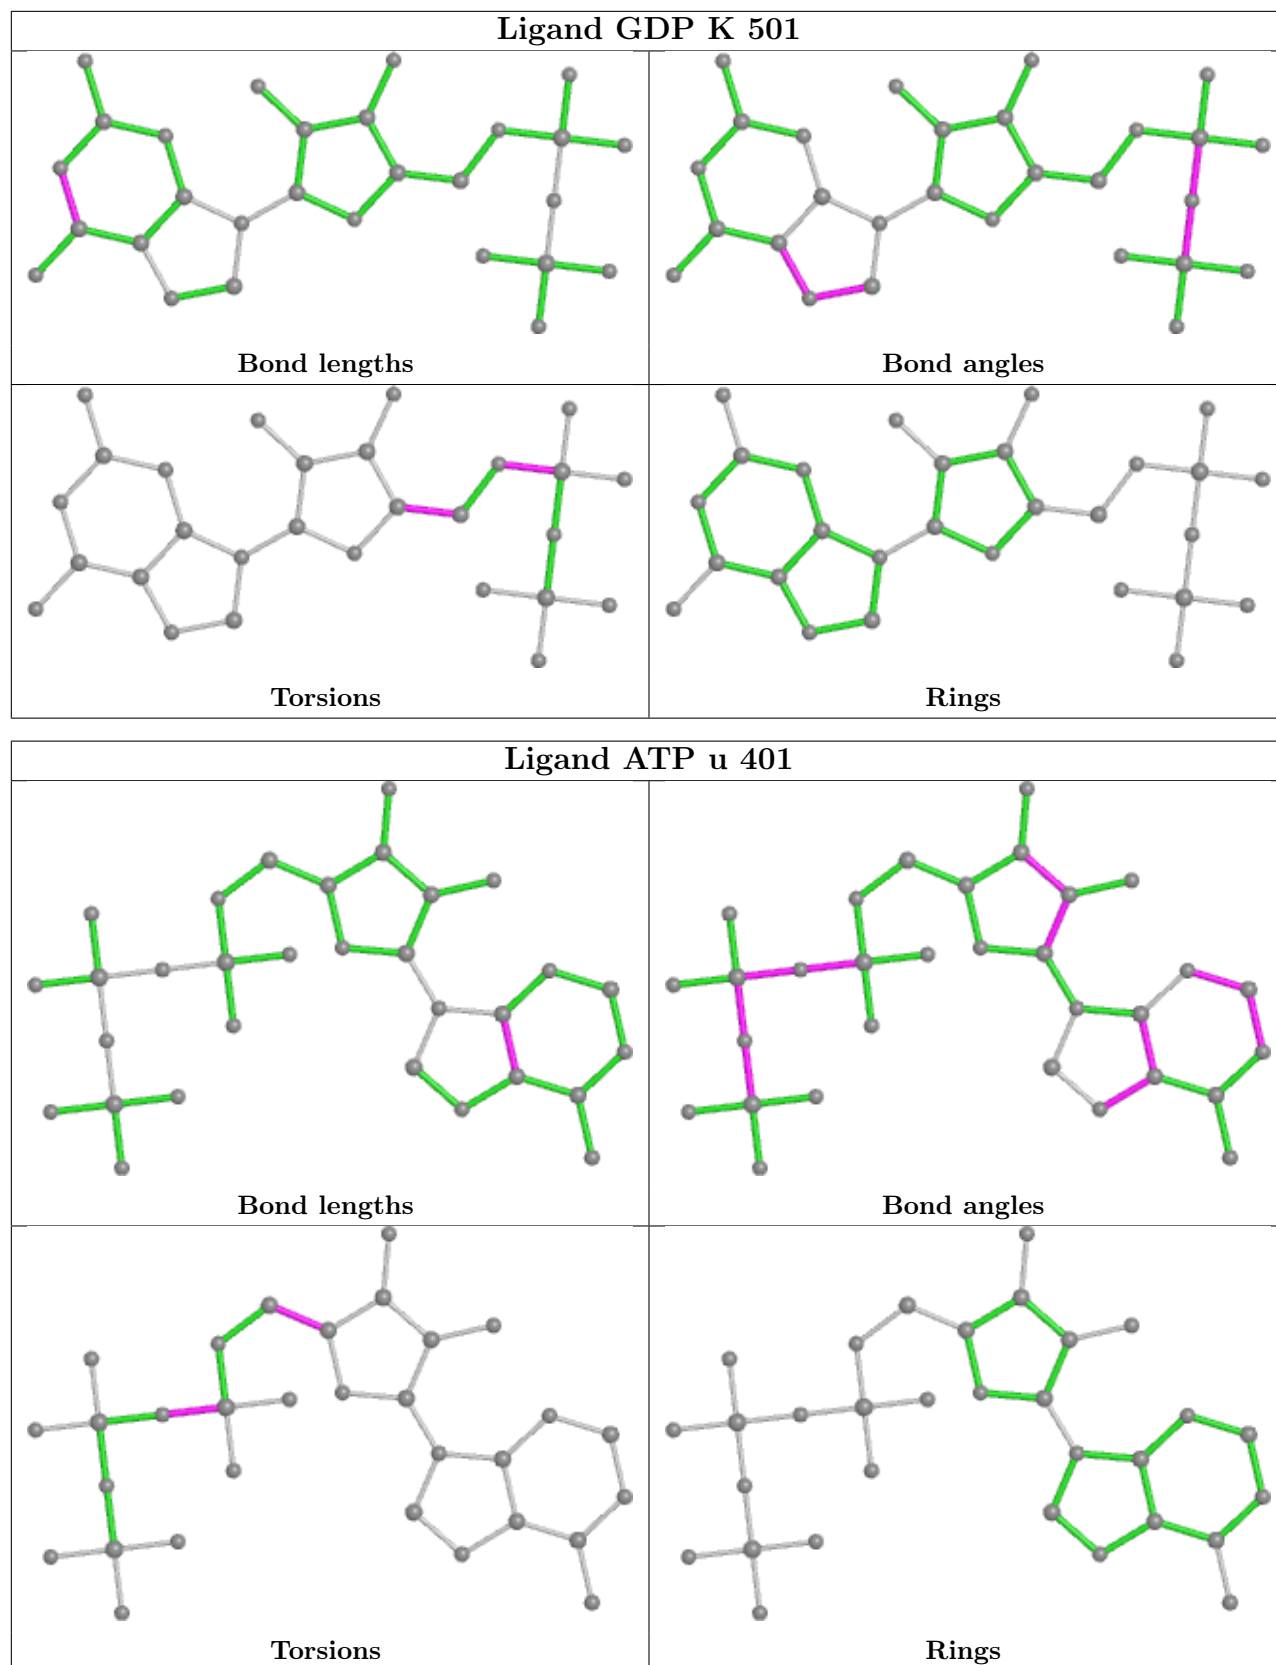 Ligand GDP K 501
Bond lengths
Bond angles
Torsions
Rings
Ligand ATP u 401
Bond lengths
Bond angles
Torsions
Rings